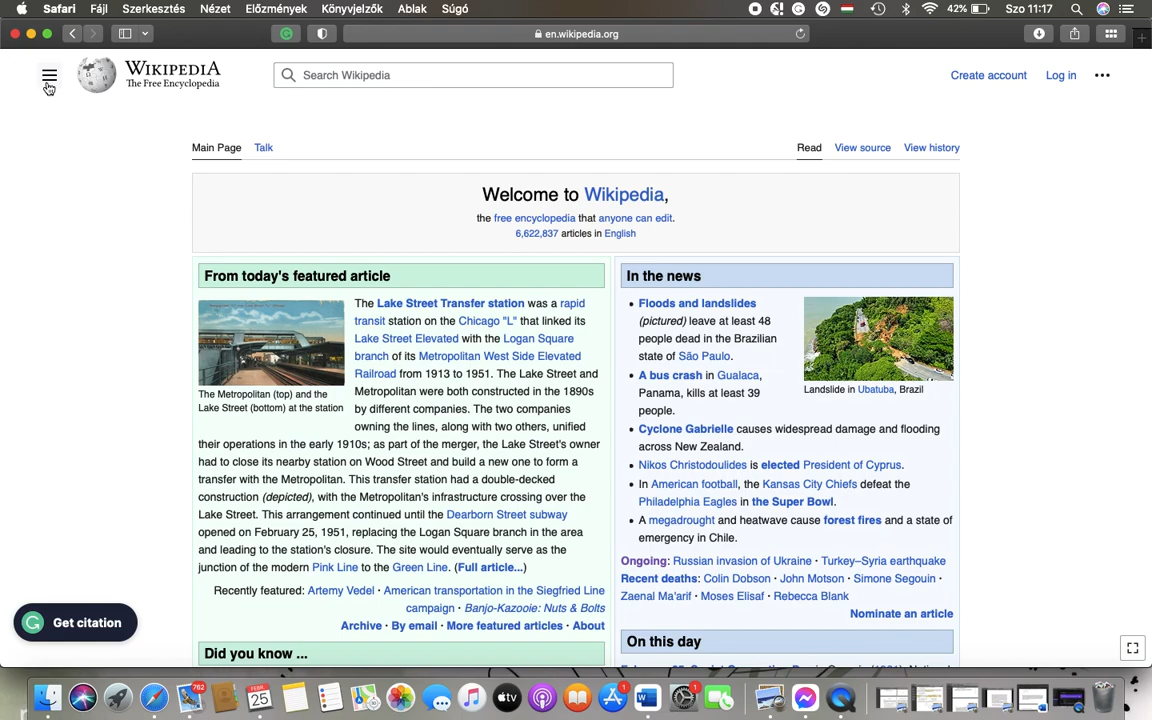 Safari Fájl Szerkesztés Nézet Előzmények Könyvjelzők Ablak Súgó 42% Szo 11:17
en.wikipedia.org
WIKIPEDIA
The Free Encyclopedia
Search Wikipedia
Create account Log in
Main Page Talk Read View source View history
Welcome to Wikipedia,
the free encyclopedia that anyone can edit.
6,622,837 articles in English
From today's featured article
The Lake Street Transfer station was a rapid
transit station on the Chicago "L" that linked its
Lake Street Elevated with the Logan Square
branch of its Metropolitan West Side Elevated
Railroad from 1913 to 1951. The Lake Street and
Metropolitan were both constructed in the 1890s
by different companies. The two companies
owning the lines, along with two others, unified
The Metropolitan (top) and the
Lake Street (bottom) at the station
their operations in the early 1910s; as part of the merger, the Lake Street's owner
had to close its nearby station on Wood Street and build a new one to form a
transfer with the Metropolitan. This transfer station had a double-decked
construction (depicted), with the Metropolitan's infrastructure crossing over the
Lake Street. This arrangement continued until the Dearborn Street subway
opened on February 25, 1951, replacing the Logan Square branch in the area
and leading to the station's closure. The site would eventually serve as the
junction of the modern Pink Line to the Green Line. (Full article...)
Recently featured: Artemy Vedel · American transportation in the Siegfried Line
campaign · Banjo-Kazooie: Nuts & Bolts
Archive · By email · More featured articles · About
Did you know ...
In the news
Floods and landslides
(pictured) leave at least 48
people dead in the Brazilian
state of São Paulo.
A bus crash in Gualaca,
Panama, kills at least 39
people.
Landslide in Ubatuba, Brazil
Cyclone Gabrielle causes widespread damage and flooding
across New Zealand.
Nikos Christodoulides is elected President of Cyprus.
In American football, the Kansas City Chiefs defeat the
Philadelphia Eagles in the Super Bowl.
A megadrought and heatwave cause forest fires and a state of
emergency in Chile.
Ongoing: Russian invasion of Ukraine · Turkey–Syria earthquake
Recent deaths: Colin Dobson · John Motson · Simone Segouin ·
Zaenal Ma'arif · Moses Elisaf · Rebecca Blank
Nominate an article
On this day
Get citation
762
FEBR.
25
tv
1
W
1